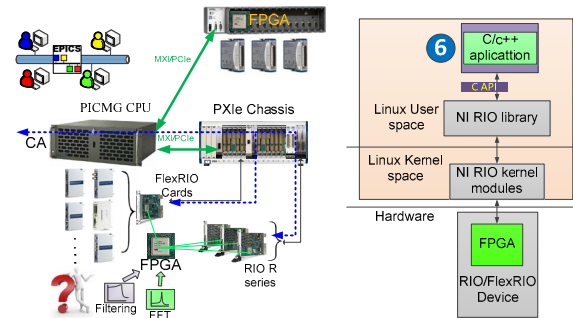 EPICS
FPGA
MXI/PCIe
PICMG CPU
PXIe Chassis
MXI/PCIe
CA
FlexRIO
Cards
FPGA
RIO R
series
Filtering
FFT
6
C/c++
aplicattion
C API
Linux User
space
NI RIO library
Linux Kernel
space
NI RIO kernel
modules
Hardware
FPGA
RIO/FlexRIO
Device